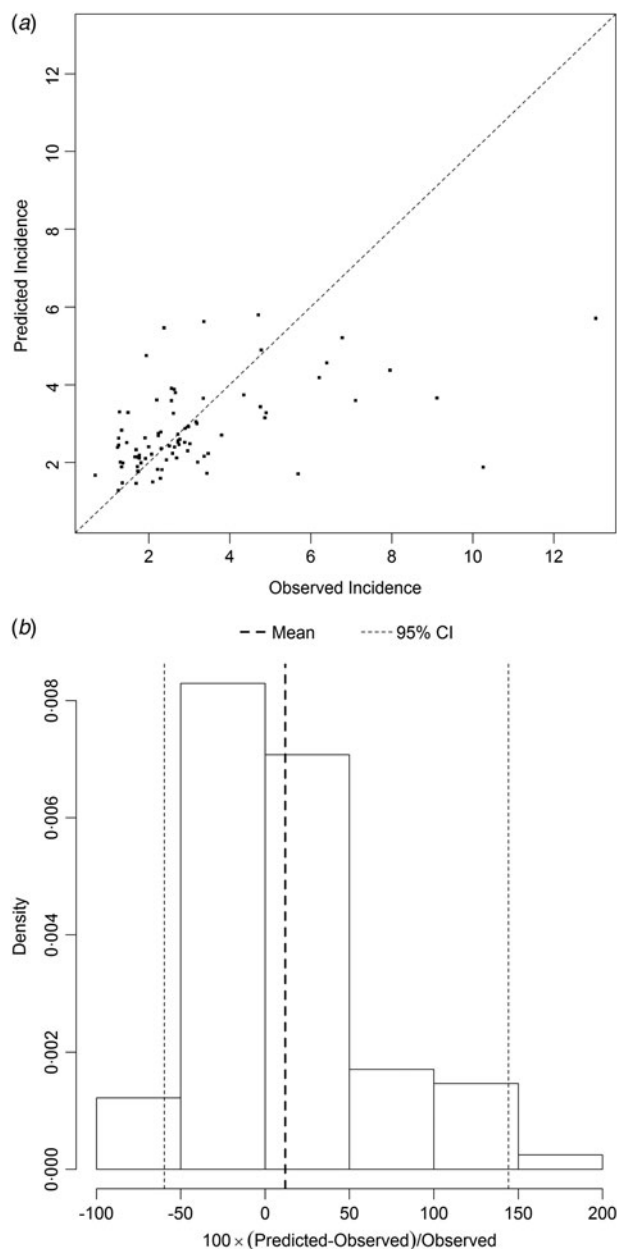 (a)
12
10
8
6
4
2
Predicted Incidence
2 4 6 8 10 12
Observed Incidence
(b)
Mean 95% CI
0·008
0·006
0·004
0·002
0·000
Density
-100 -50 0 50 100 150 200
100 × (Predicted-Observed)/Observed